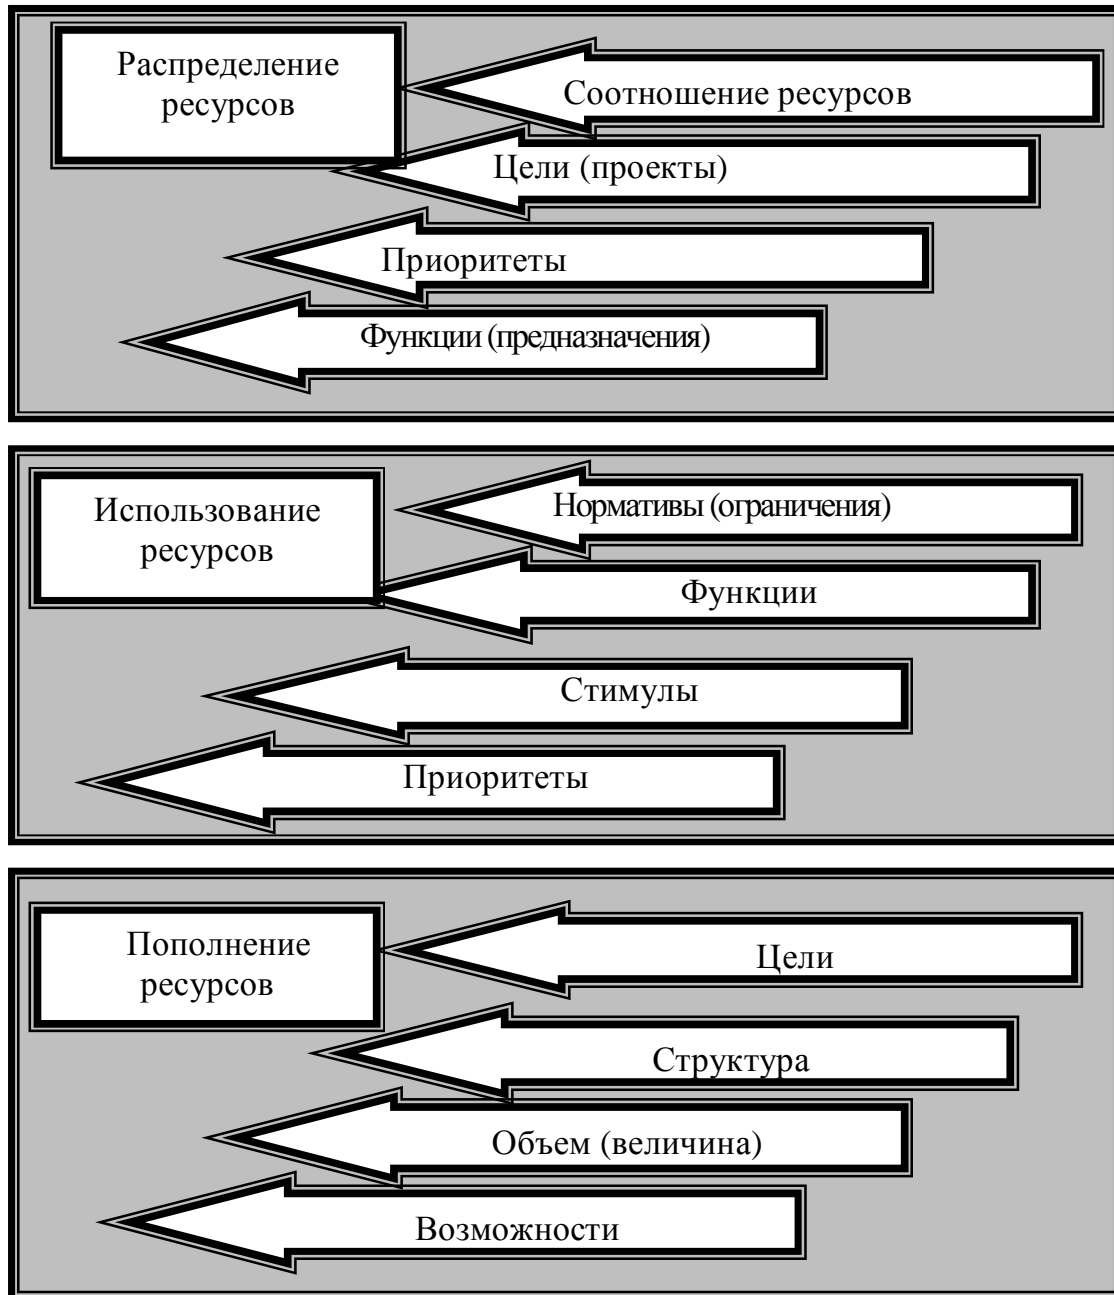 Распределение
ресурсов
Соотношение ресурсов
Цели (проекты)
Приоритеты
Функции (предназначения)
Использование
ресурсов
Нормативы (ограничения)
Функции
Стимулы
Приоритеты
Пополнение
ресурсов
Цели
Структура
Объем (величина)
Возможности